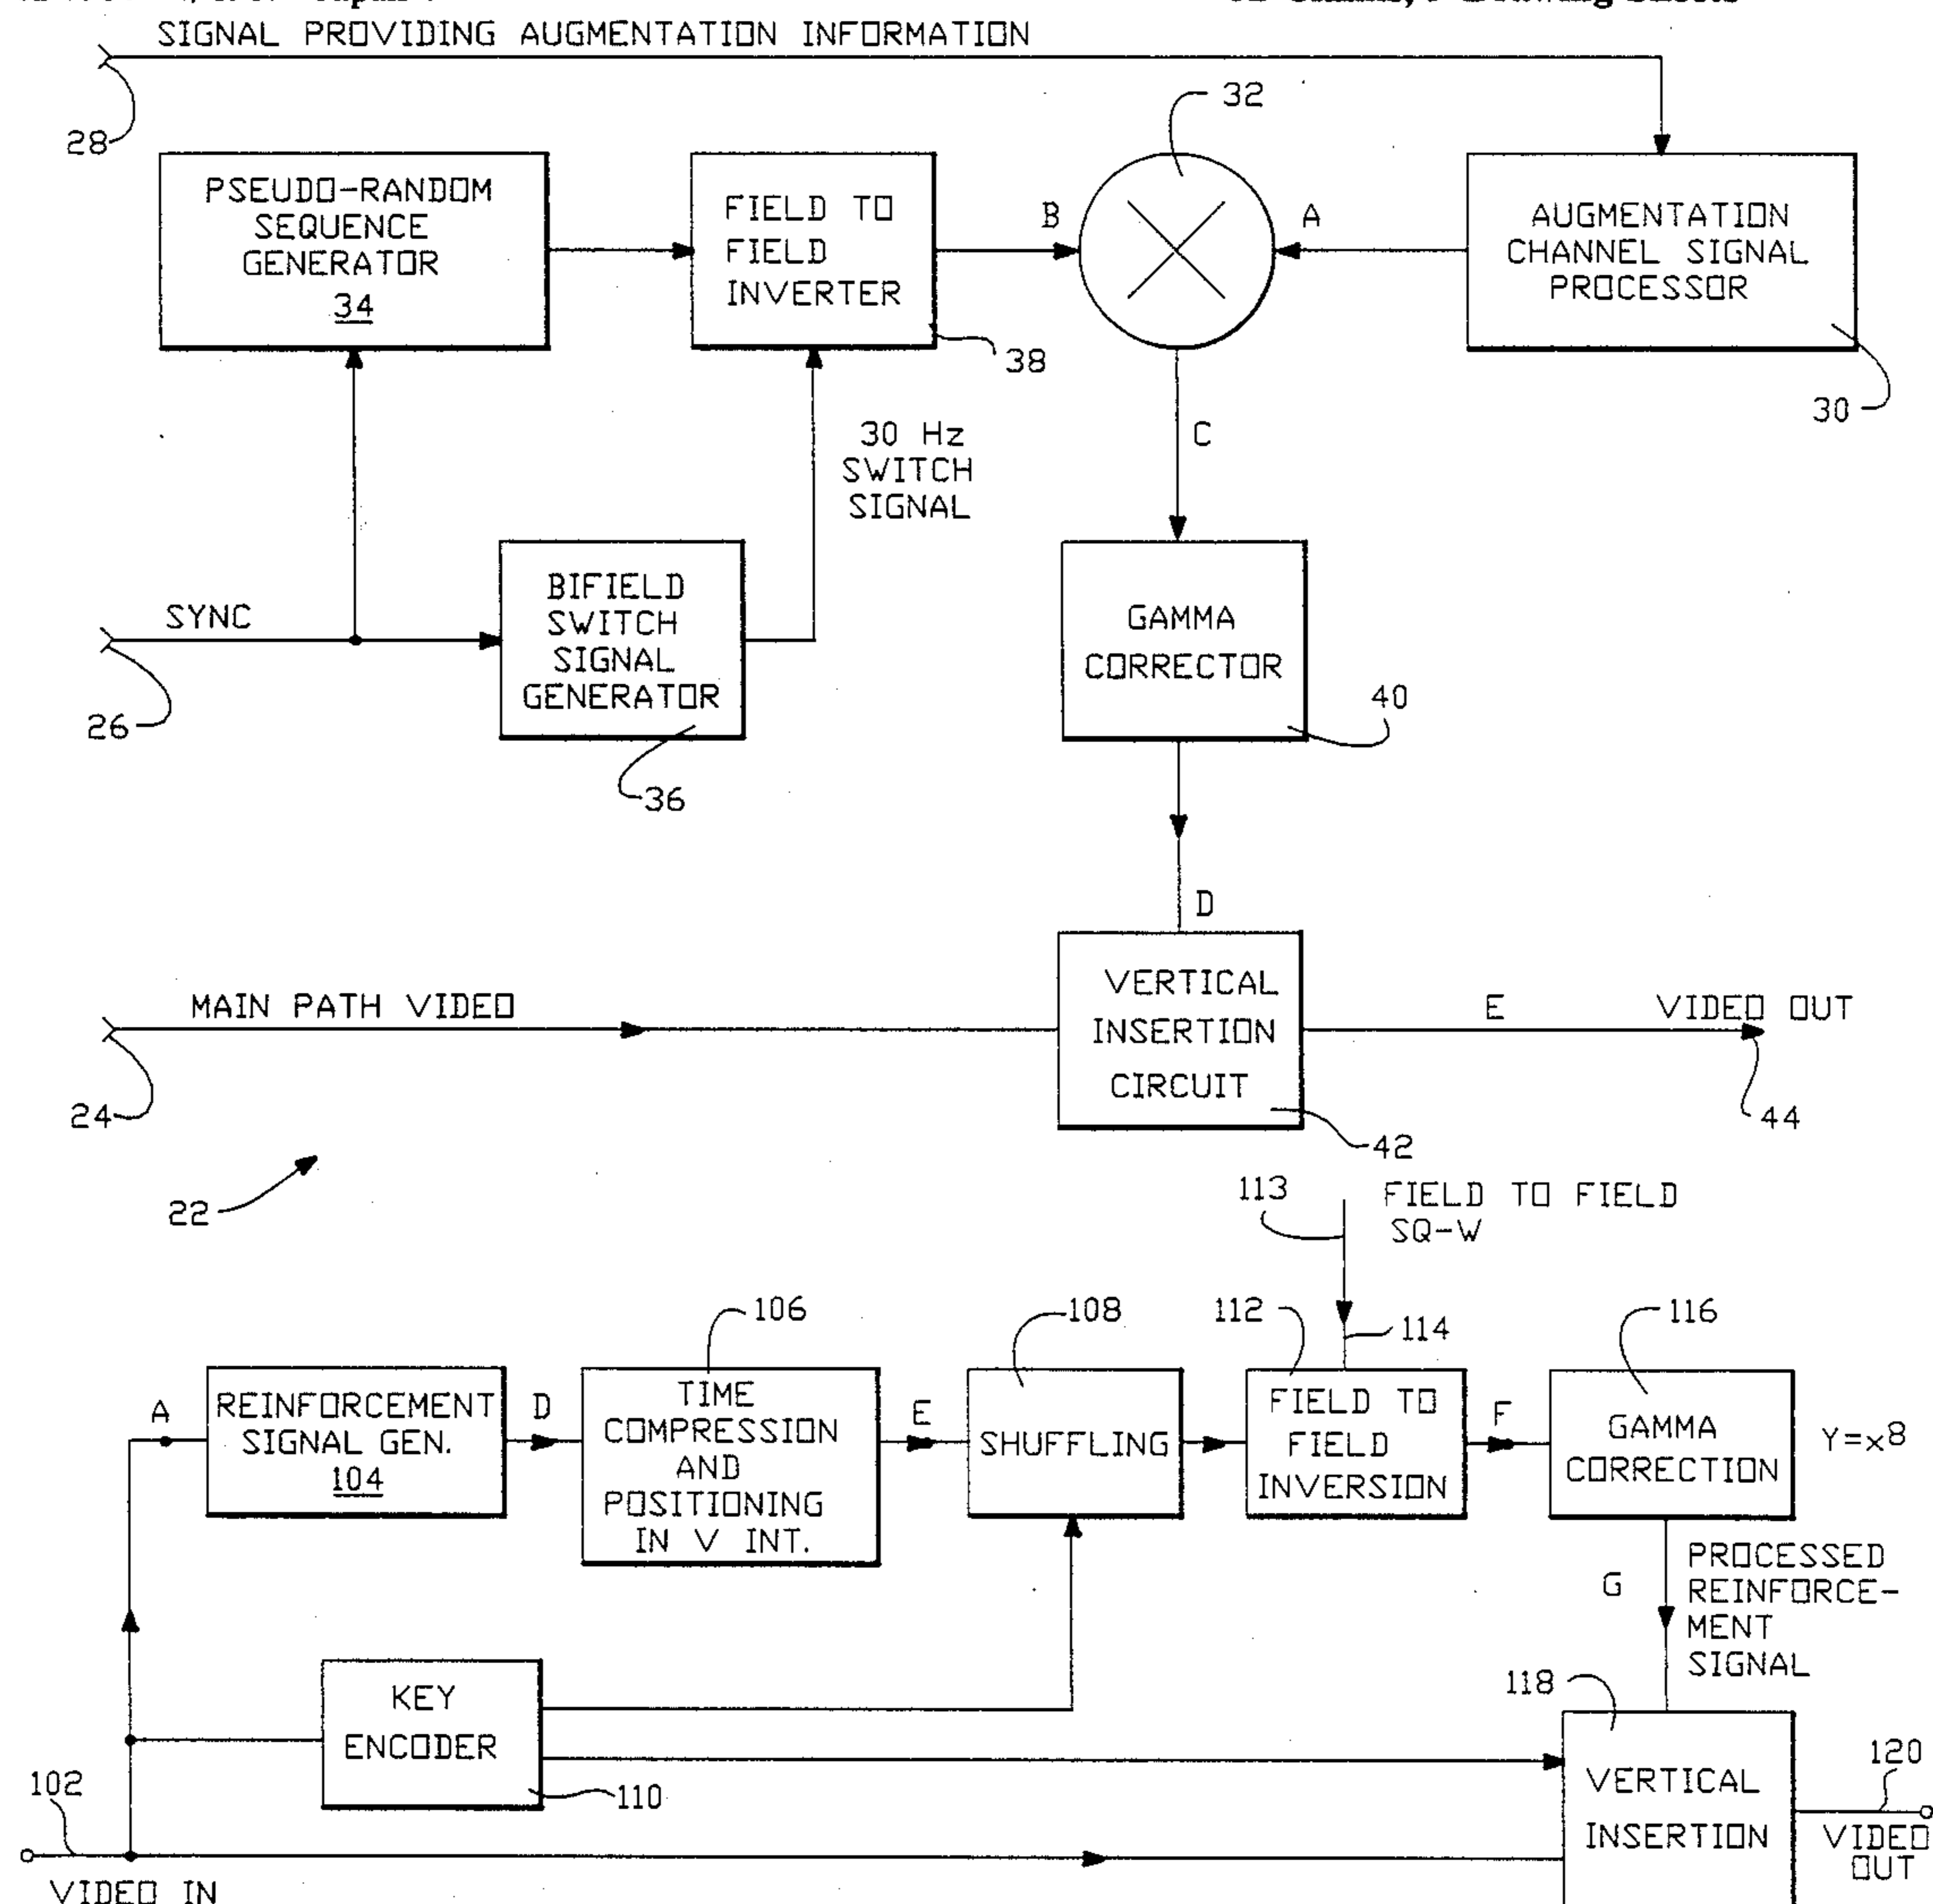 SIGNAL PROVIDING AUGMENTATION INFORMATION
28
32
PSEUDO-RANDOM
SEQUENCE
GENERATOR
34
FIELD TO
FIELD
INVERTER
38
B
A
AUGMENTATION
CHANNEL SIGNAL
PROCESSOR
30
30 Hz
SWITCH
SIGNAL
C
SYNC
26
BIFIELD
SWITCH
SIGNAL
GENERATOR
36
GAMMA
CORRECTOR
40
D
MAIN PATH VIDEO
24
VERTICAL
INSERTION
CIRCUIT
42
E
VIDEO OUT
44
22
113
FIELD TO FIELD
SQ-W
106
108
112
114
116
A
REINFORCEMENT
SIGNAL GEN.
104
D
TIME
COMPRESSION
AND
POSITIONING
IN V INT.
E
SHUFFLING
FIELD TO
FIELD
INVERSION
F
GAMMA
CORRECTION
Y=x8
G
PROCESSED
REINFORCE-
MENT
SIGNAL
KEY
ENCODER
110
118
VERTICAL
INSERTION
120
VIDEO
OUT
102
VIDEO IN